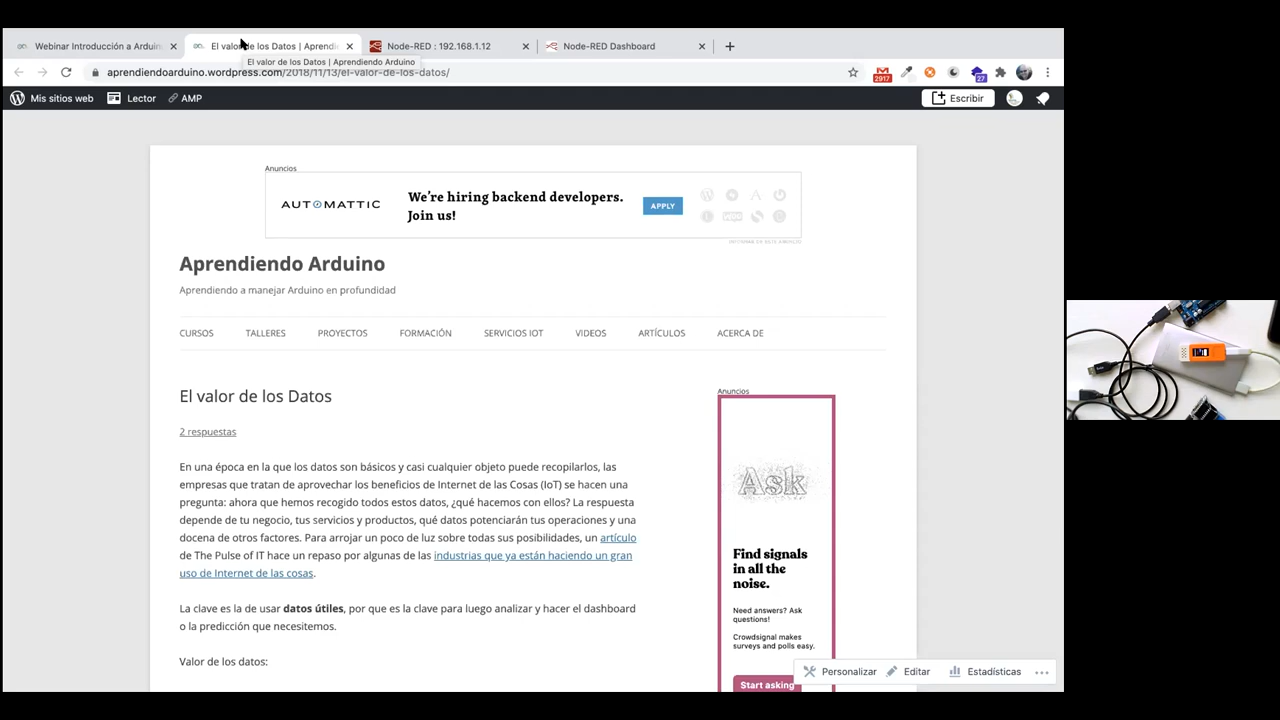 Webinar Introducción a Arduin
El valor de los Datos | Aprendi
Node-RED : 192.168.1.12
Node-RED Dashboard
El valor de los Datos | Aprendiendo Arduino
aprendiendoarduino.wordpress.com/2018/11/13/el-valor-de-los-datos/
2917
27
Mis sitios web
Lector
AMP
Escribir
Anuncios
AUTOMATTIC
We're hiring backend developers.
Join us!
APPLY
Aprendiendo Arduino
Aprendiendo a manejar Arduino en profundidad
CURSOS TALLERES PROYECTOS FORMACIÓN SERVICIOS IOT VIDEOS ARTÍCULOS ACERCA DE
El valor de los Datos
2 respuestas
En una época en la que los datos son básicos y casi cualquier objeto puede recopilarlos, las
empresas que tratan de aprovechar los beneficios de Internet de las Cosas (IoT) se hacen una
pregunta: ahora que hemos recogido todos estos datos, ¿qué hacemos con ellos? La respuesta
depende de tu negocio, tus servicios y productos, qué datos potenciarán tus operaciones y una
docena de otros factores. Para arrojar un poco de luz sobre todas sus posibilidades, un artículo
de The Pulse of IT hace un repaso por algunas de las industrias que ya están haciendo un gran
uso de Internet de las cosas.
La clave es la de usar datos útiles, por que es la clave para luego analizar y hacer el dashboard
o la predicción que necesitemos.
Valor de los datos:
Anuncios
Ask
Find signals
in all the
noise.
Need answers? Ask
questions!
Crowdsignal makes
surveys and polls easy.
Start asking
Personalizar
Editar
Estadísticas